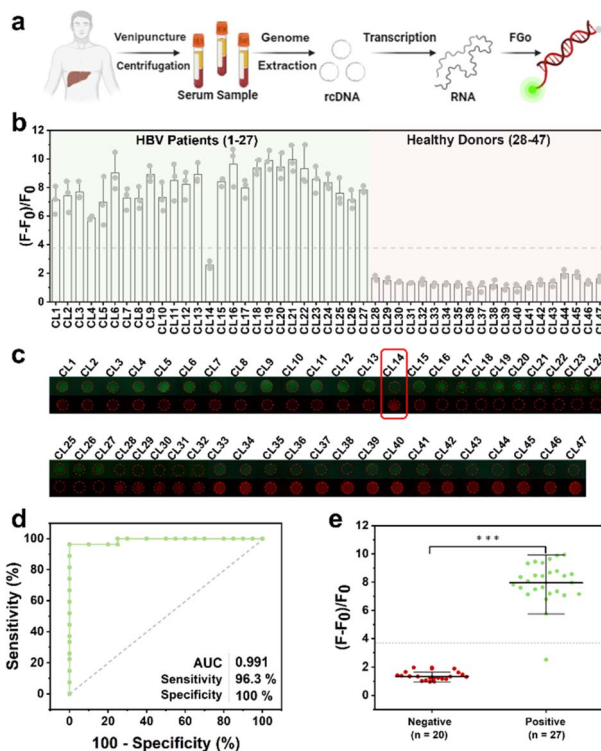 a
Venipuncture
Centrifugation
Serum Sample
Genome
Extraction
rcDNA
Transcription
RNA
FGo
b
HBV Patients (1-27)
Healthy Donors (28-47)
(F-F₀)/F₀
12
10
8
6
4
2
0
CL1 CL2 CL3 CL4 CL5 CL6 CL7 CL8 CL9 CL10 CL11 CL12 CL13 CL14 CL15 CL16 CL17 CL18 CL19 CL20 CL21 CL22 CL23 CL24 CL25 CL26 CL27 CL28 CL29 CL30 CL31 CL32 CL33 CL34 CL35 CL36 CL37 CL38 CL39 CL40 CL41 CL42 CL43 CL44 CL45 CL46 CL47
c
CL1 CL2 CL3 CL4 CL5 CL6 CL7 CL8 CL9 CL10 CL11 CL12 CL13 CL14 CL15 CL16 CL17 CL18 CL19 CL20 CL21 CL22 CL23 CL24
CL25 CL26 CL27 CL28 CL29 CL30 CL31 CL32 CL33 CL34 CL35 CL36 CL37 CL38 CL39 CL40 CL41 CL42 CL43 CL44 CL45 CL46 CL47
d
Sensitivity (%)
100
80
60
40
20
0
AUC 0.991
Sensitivity 96.3 %
Specificity 100 %
0 20 40 60 80 100
100 - Specificity (%)
e
(F-F₀)/F₀
12
10
8
6
4
2
0
***
Negative
(n = 20)
Positive
(n = 27)